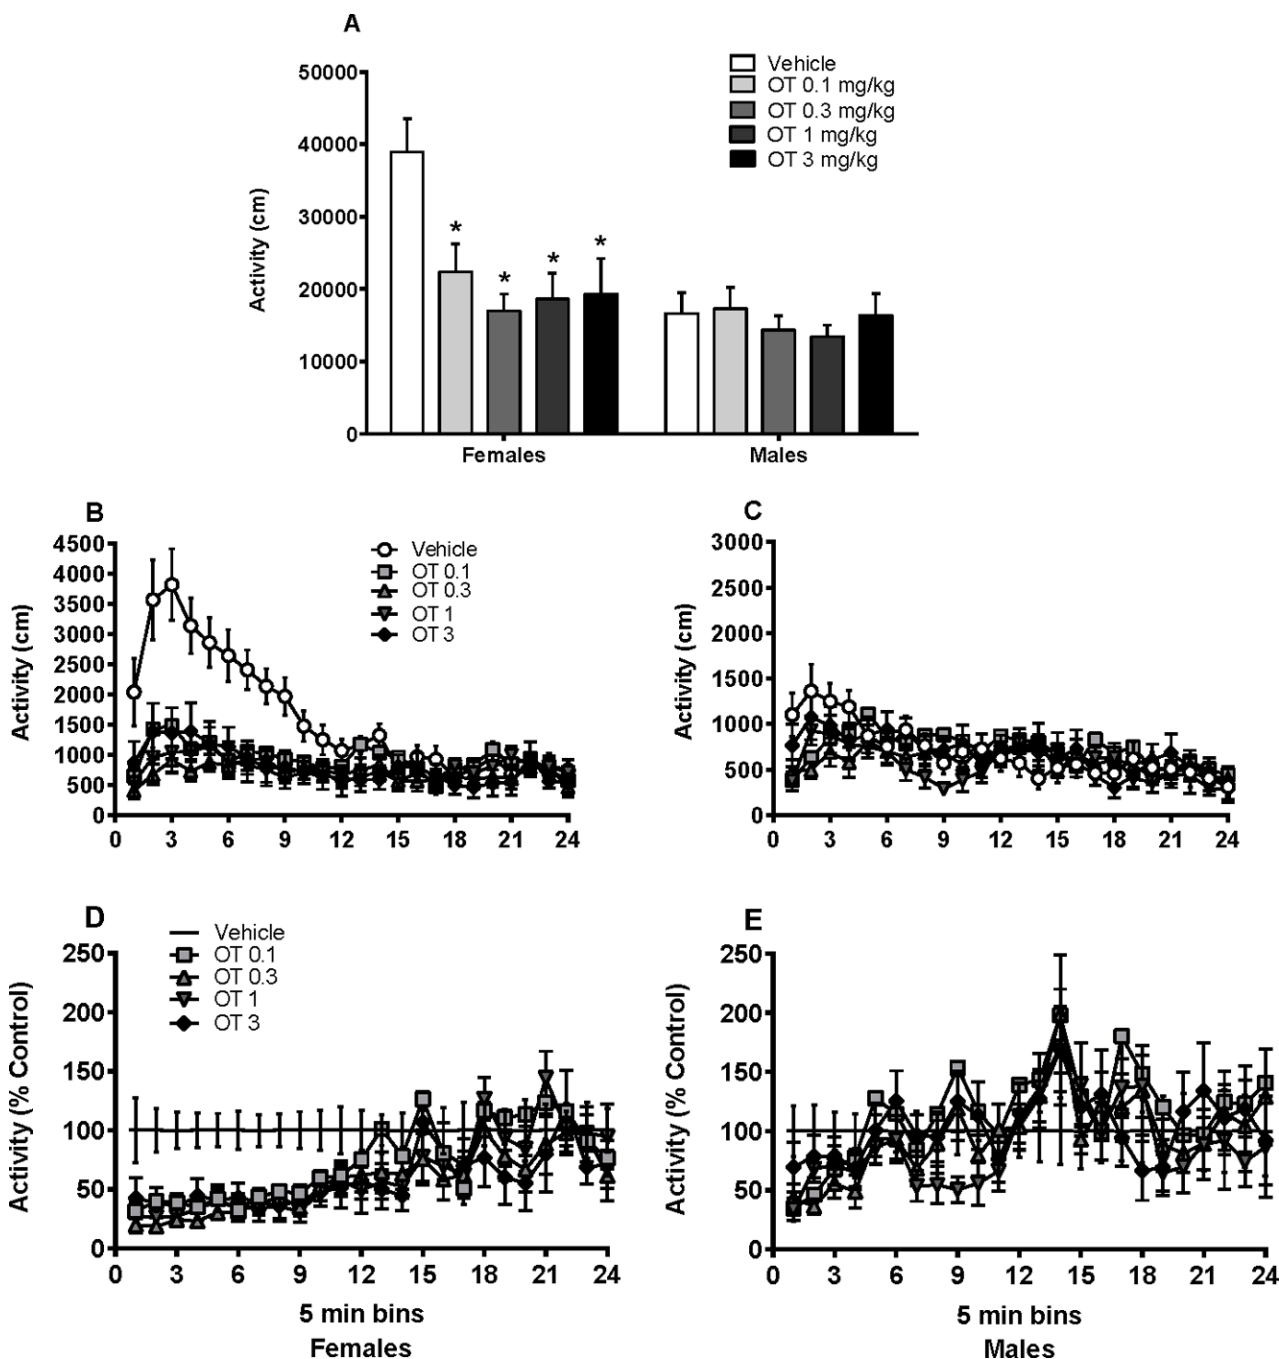 A
Vehicle
OT 0.1 mg/kg
OT 0.3 mg/kg
OT 1 mg/kg
OT 3 mg/kg
50000
40000
30000
20000
10000
0
Activity (cm)
*
*
*
*
Females
Males
B
4500
4000
3500
3000
2500
2000
1500
1000
500
0
Activity (cm)
Vehicle
OT 0.1
OT 0.3
OT 1
OT 3
0 3 6 9 12 15 18 21 24
C
3000
2000
1500
1000
500
0
Activity (cm)
0 3 6 9 12 15 18 21 24
D
Vehicle
OT 0.1
OT 0.3
OT 1
OT 3
250
200
150
100
50
0
Activity (% Control)
0 3 6 9 12 15 18 21 24
5 min bins
Females
E
250
200
150
100
50
0
Activity (% Control)
0 3 6 9 12 15 18 21 24
5 min bins
Males